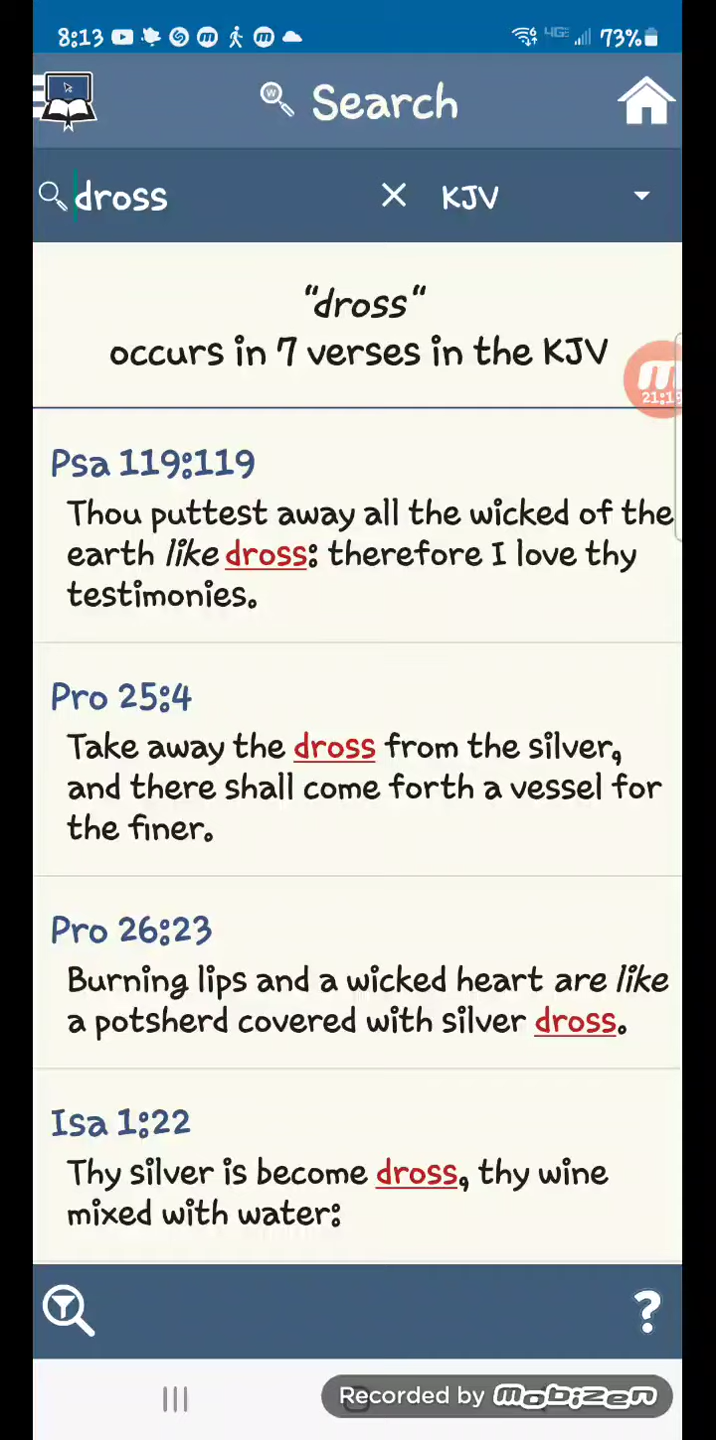 8:13 73%
Search
dross KJV
"dross"
occurs in 7 verses in the KJV
21:1
Psa 119:119
Thou puttest away all the wicked of the
earth like dross: therefore I love thy
testimonies.
Pro 25:4
Take away the dross from the silver,
and there shall come forth a vessel for
the finer.
Pro 26:23
Burning lips and a wicked heart are like
a potsherd covered with silver dross.
Isa 1:22
Thy silver is become dross, thy wine
mixed with water:
?
Recorded by mobizen